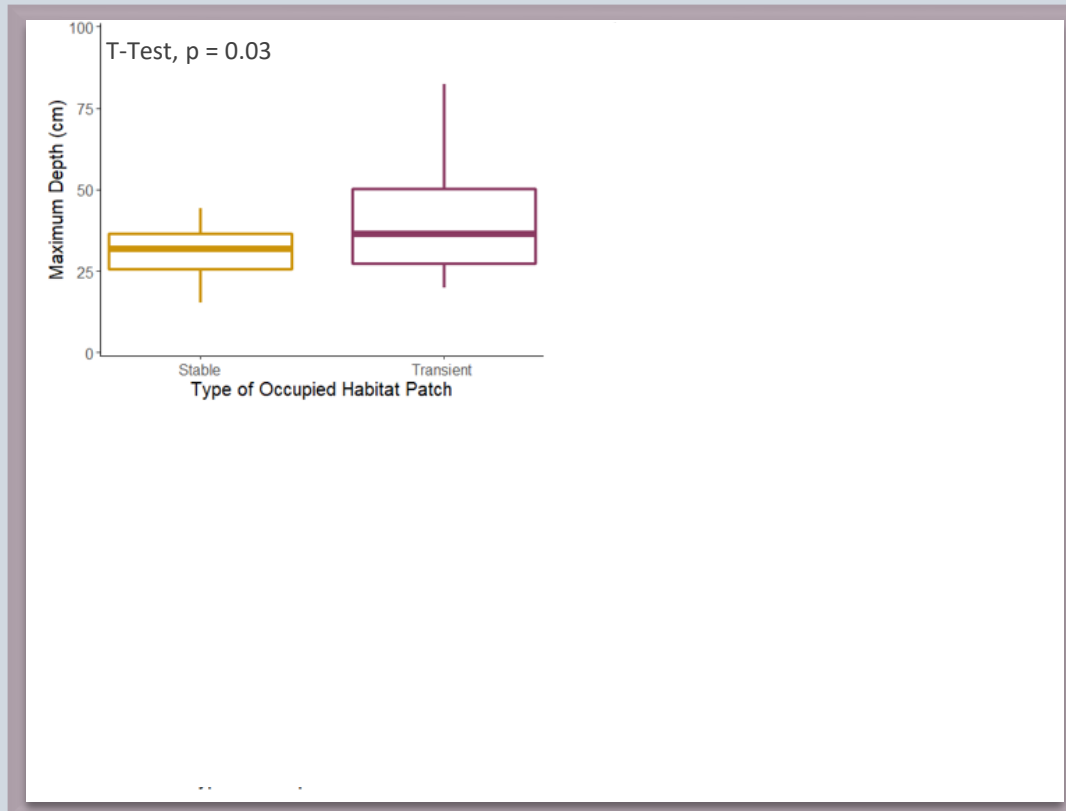 100
T-Test, p = 0.03
75
50
25
0
Maximum Depth (cm)
Stable Transient
Type of Occupied Habitat Patch